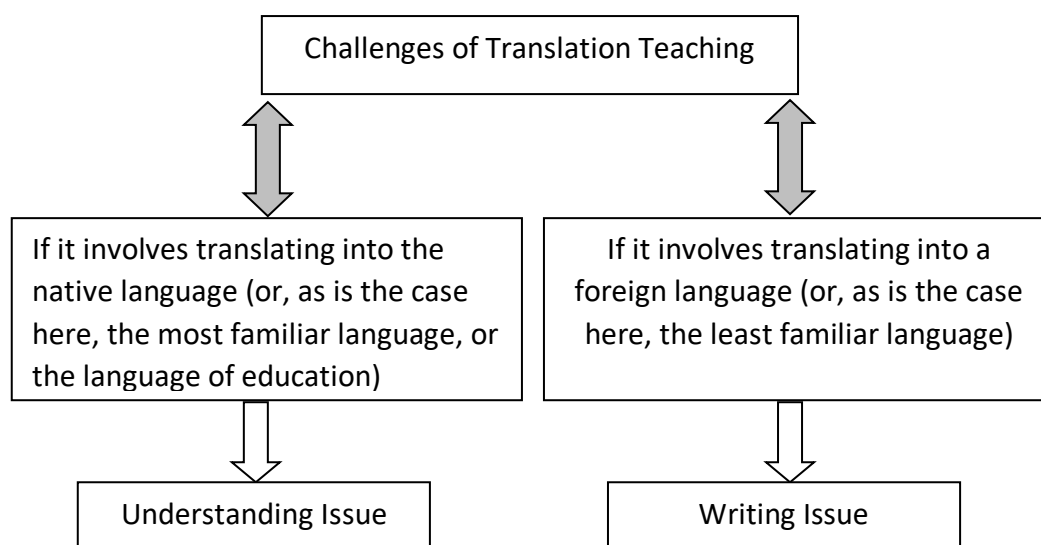 Challenges of Translation Teaching
If it involves translating into the
native language (or, as is the case
here, the most familiar language, or
the language of education)
If it involves translating into a
foreign language (or, as is the case
here, the least familiar language)
Understanding Issue
Writing Issue